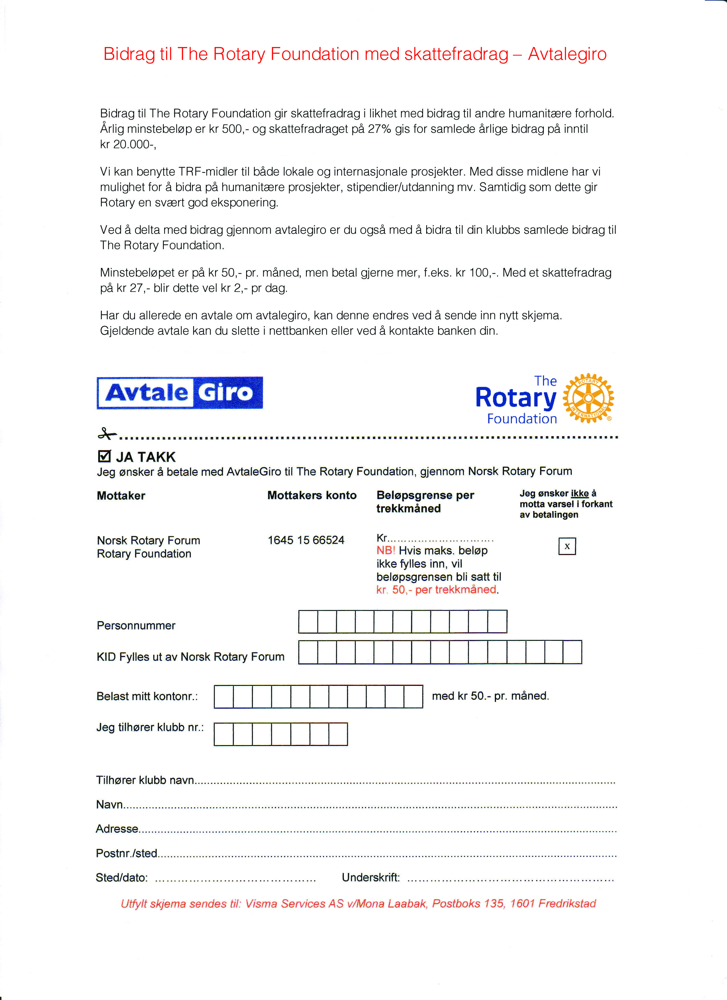 Bidrag til The Rotary Foundation med skattefradrag – Avtalegiro
Bidrag til The Rotary Foundation gir skattefradrag i likhet med bidrag til andre humanitære forhold.
Årlig minstebeløp er kr 500,- og skattefradraget på 27% gis for samlede årlige bidrag på inntil
kr 20.000-,
Vi kan benytte TRF-midler til både lokale og internasjonale prosjekter. Med disse midlene har vi
mulighet for å bidra på humanitære prosjekter, stipendier/utdanning mv. Samtidig som dette gir
Rotary en svært god eksponering.
Ved å delta med bidrag gjennom avtalegiro er du også med å bidra til din klubbs samlede bidrag til
The Rotary Foundation.
Minstebeløpet er på kr 50,- pr. måned, men betal gjerne mer, f.eks. kr 100,-. Med et skattefradrag
på kr 27,- blir dette vel kr 2,- pr dag.
Har du allerede en avtale om avtalegiro, kan denne endres ved å sende inn nytt skjema.
Gjeldende avtale kan du slette i nettbanken eller ved å kontakte banken din.
Avtale Giro
The
Rotary
Foundation
ROTARY
INTERNATIONAL
®
☑ JA TAKK
Jeg ønsker å betale med AvtaleGiro til The Rotary Foundation, gjennom Norsk Rotary Forum
Mottaker Mottakers konto Beløpsgrense per
trekkmåned
Jeg ønsker ikke å
motta varsel i forkant
av betalingen
Norsk Rotary Forum
Rotary Foundation
1645 15 66524
Kr..............................
NB! Hvis maks. beløp
ikke fylles inn, vil
beløpsgrensen bli satt til
kr. 50,- per trekkmåned.
x
Personnummer
KID Fylles ut av Norsk Rotary Forum
Belast mitt kontonr.: med kr 50.- pr. måned.
Jeg tilhører klubb nr.:
Tilhører klubb navn..............................
Navn..............................
Adresse..............................
Postnr./sted..............................
Sted/dato: .............................. Underskrift: ..............................
Utfylt skjema sendes til: Visma Services AS v/Mona Laabak, Postboks 135, 1601 Fredrikstad